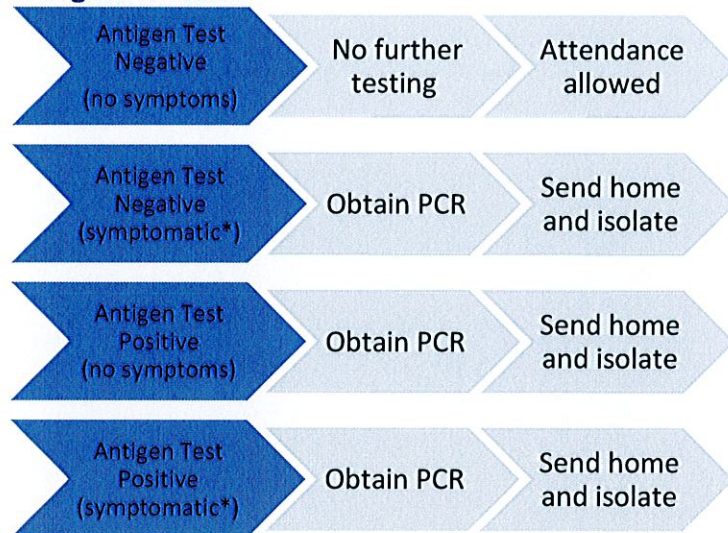 Antigen Test
Negative
(no symptoms)
No further
testing
Attendance
allowed
Antigen Test
Negative
(symptomatic*)
Obtain PCR
Send home
and isolate
Antigen Test
Positive
(no symptoms)
Obtain PCR
Send home
and isolate
Antigen Test
Positive
(symptomatic*)
Obtain PCR
Send home
and isolate